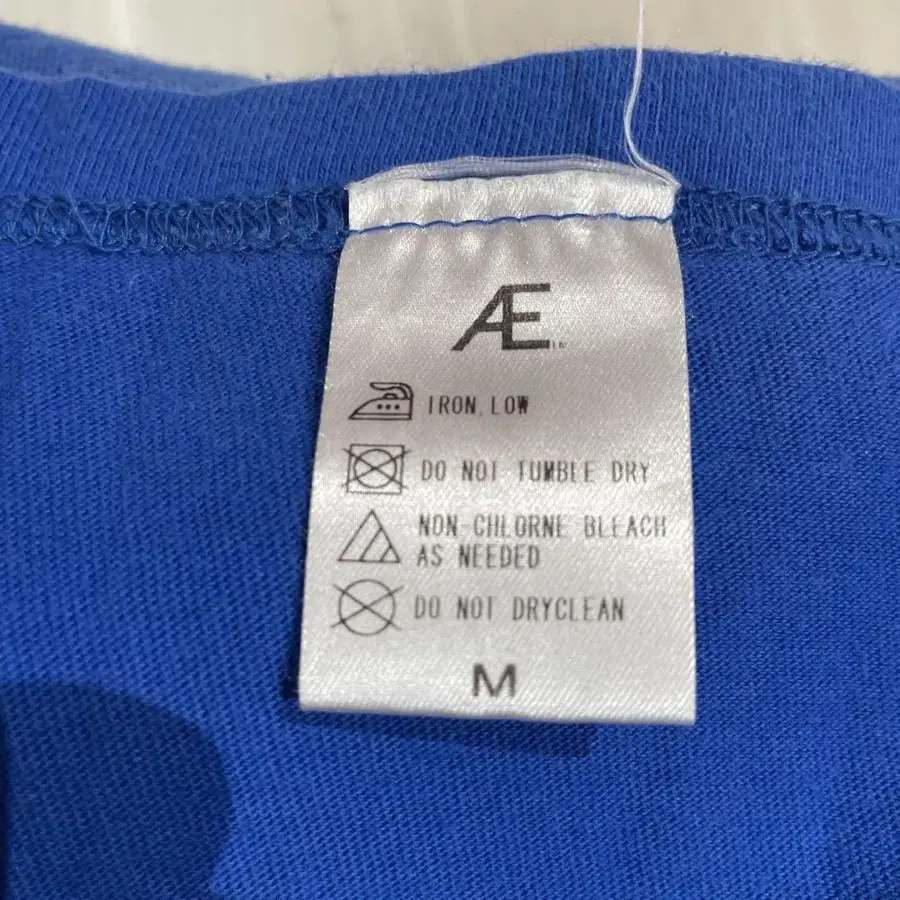 ÆE
IRON, LOW
DO NOT TUMBLE DRY
NON-CHLORNE BLEACH
AS NEEDED
DO NOT DRYCLEAN
M